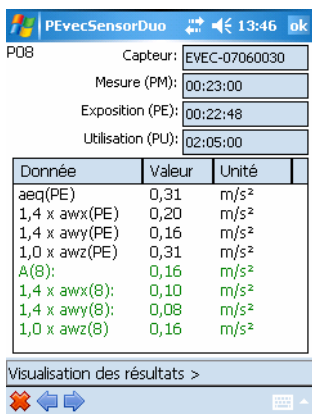 PEvecSensorDuo 13:46 ok
P08
Capteur: EVEC-07060030
Mesure (PM): 00:23:00
Exposition (PE): 00:22:48
Utilisation (PU): 02:05:00
Donnée Valeur Unité
aeq(PE) 0,31 m/s²
1,4 x awx(PE) 0,20 m/s²
1,4 x awy(PE) 0,16 m/s²
1,0 x awz(PE) 0,31 m/s²
A(8): 0,16 m/s²
1,4 x awx(8): 0,10 m/s²
1,4 x awy(8): 0,08 m/s²
1,0 x awz(8) 0,16 m/s²
Visualisation des résultats >